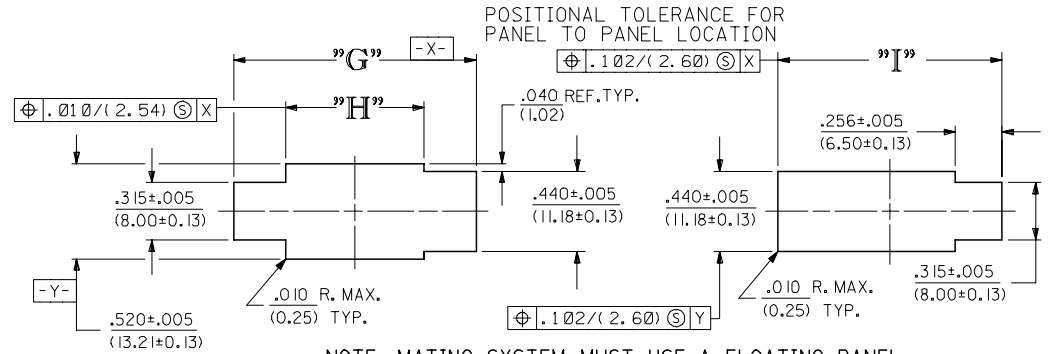 POSITIONAL TOLERANCE FOR
PANEL TO PANEL LOCATION
"G"
-X-
⌖ .102/(2.60) Ⓢ X
"I"
⌖ .010/(2.54) Ⓢ X
"H"
.040 REF.TYP.
(1.02)
.256±.005
(6.50±0.13)
.315±.005
(8.00±0.13)
.440±.005
(11.18±0.13)
.440±.005
(11.18±0.13)
.315±.005
(8.00±0.13)
-Y-
.010 R. MAX.
(0.25) TYP.
.010 R. MAX.
(0.25) TYP.
⌖ .102/(2.60) Ⓢ Y
.520±.005
(13.21±0.13)
NOTE MATING SYSTEM MUST USE A FLOATING PANEL